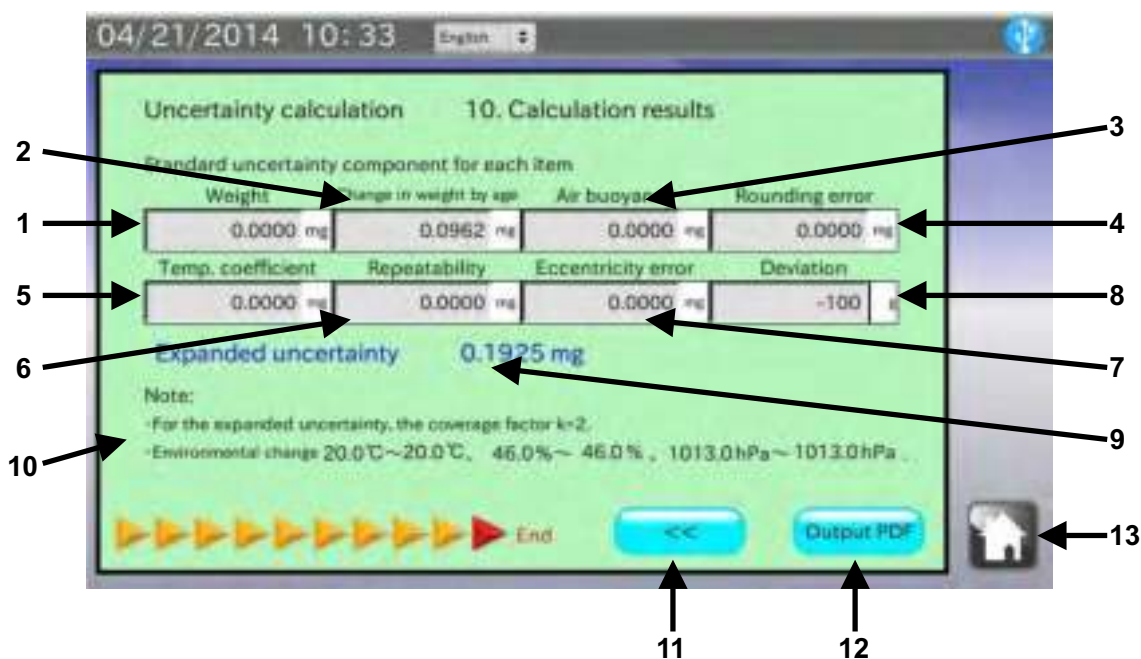 04/21/2014 10:33 English
Uncertainty calculation 10. Calculation results
Standard uncertainty component for each item
Weight Change in weight by age Air buoyancy Rounding error
0.0000 mg 0.0962 mg 0.0000 mg 0.0000 mg
Temp. coefficient Repeatability Eccentricity error Deviation
0.0000 mg 0.0000 mg 0.0000 mg -100 g
Expanded uncertainty 0.1925 mg
Note:
-For the expanded uncertainty, the coverage factor k=2.
-Environmental change 20.0℃～20.0℃, 46.0%～ 46.0% , 1013.0hPa～ 1013.0hPa .
End << Output PDF
1
2
3
4
5
6
7
8
9
10
11
12
13